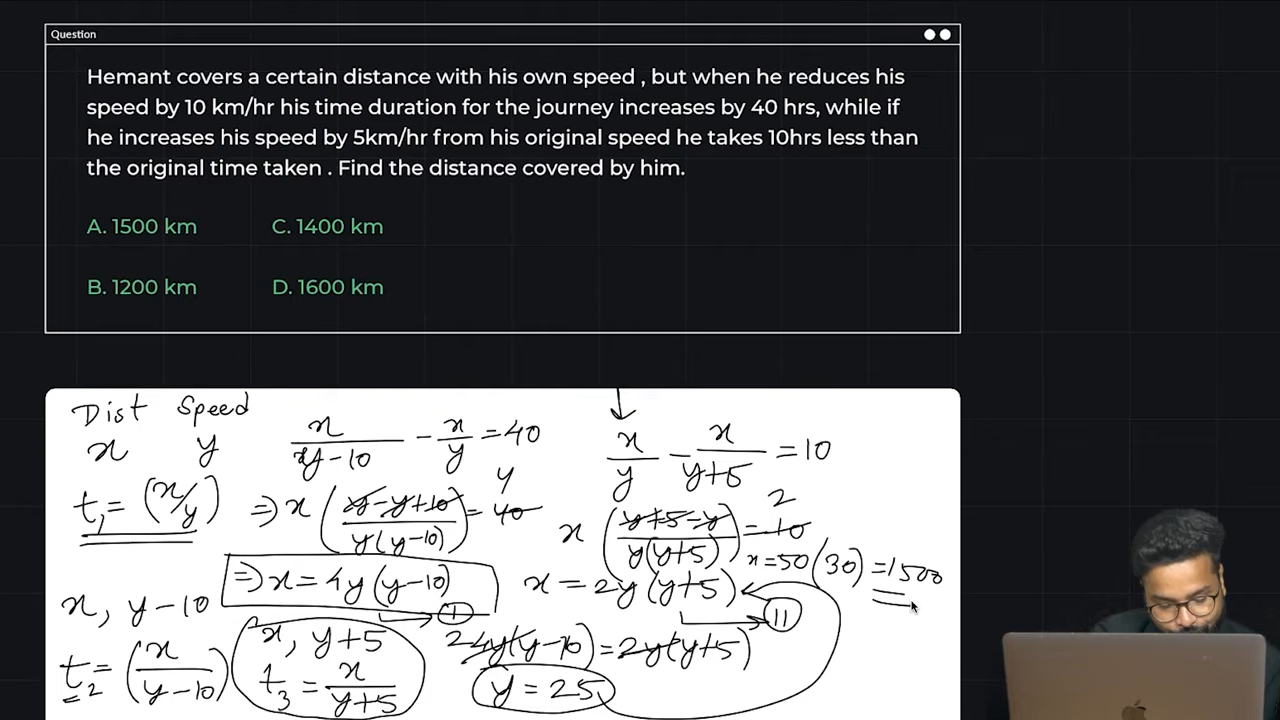 Question
Hemant covers a certain distance with his own speed , but when he reduces his
speed by 10 km/hr his time duration for the journey increases by 40 hrs, while if
he increases his speed by 5km/hr from his original speed he takes 10hrs less than
the original time taken . Find the distance covered by him.
A. 1500 km C. 1400 km
B. 1200 km D. 1600 km
Dist Speed
x y
t₁ = (x/y)
x, y-10
t₂ = (x/(y-10))
x/(y-10) - x/y = 40
⇒ x((y-y+10)/(y(y-10))) = 40 4
⇒ x = 4y(y-10) I
x, y+5
t₃ = x/(y+5)
x/y - x/(y+5) = 10
x((y+5-y)/(y(y+5))) = 10 2
x = 2y(y+5) II
2 4y(y-10) = 2y(y+5)
y = 25
x = 50(30) = 1500